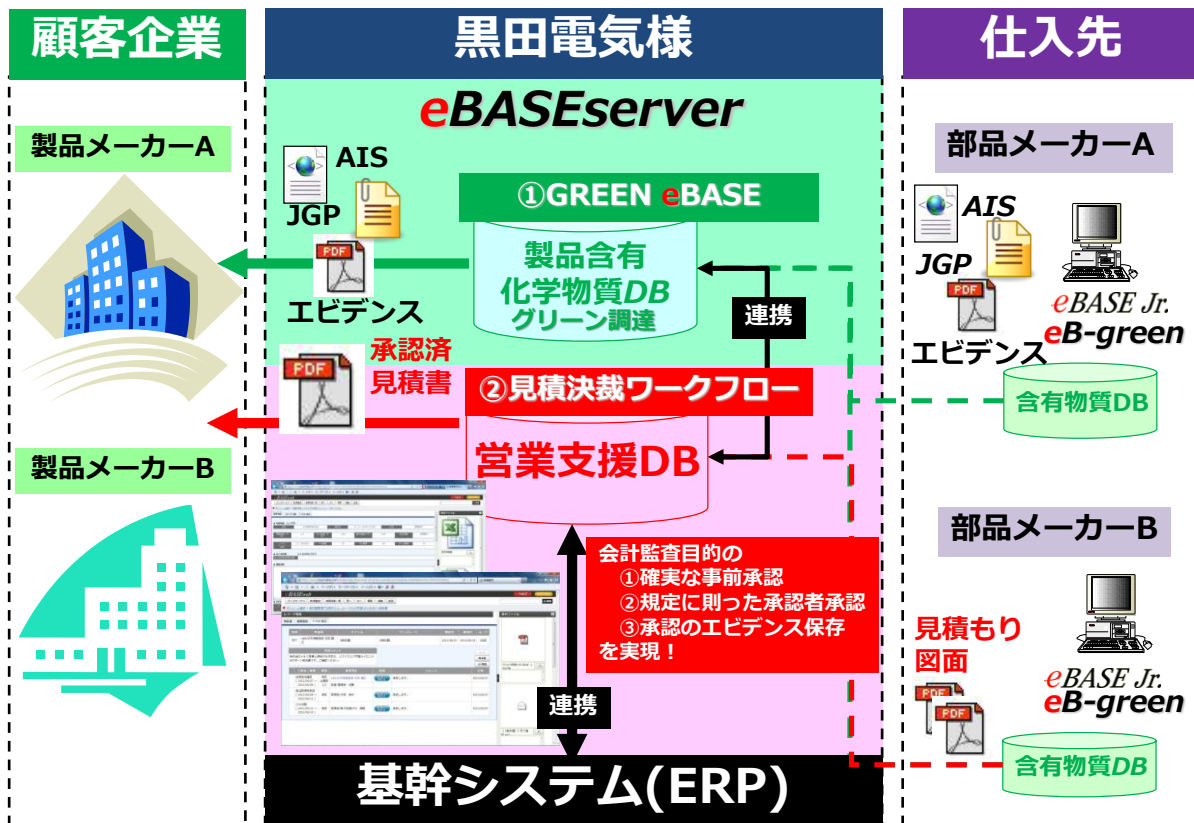 顧客企業
黒田電気様
仕入先
eBASEserver
製品メーカーA
製品メーカーB
AIS
JGP
PDF
エビデンス
①GREEN eBASE
製品含有
化学物質DB
グリーン調達
連携
承認済
見積書
PDF
②見積決裁ワークフロー
営業支援DB
会計監査目的の
①確実な事前承認
②規定に則った承認者承認
③承認のエビデンス保存
を実現！
連携
基幹システム(ERP)
部品メーカーA
AIS
JGP
PDF
エビデンス
eBASE Jr.
eB-green
含有物質DB
部品メーカーB
見積もり
図面
PDF
PDF
eBASE Jr.
eB-green
含有物質DB